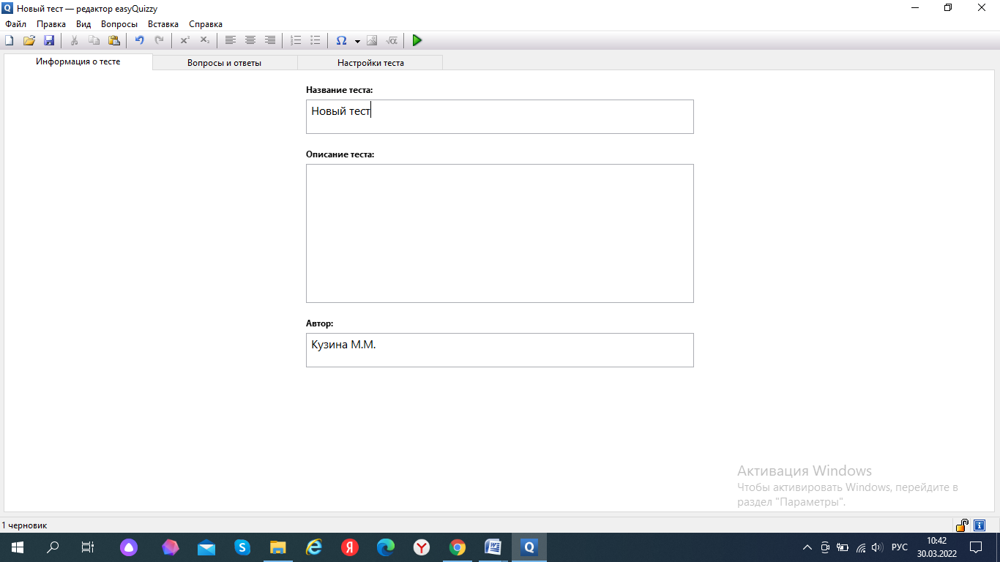 Новый тест — редактор easyQuizzy
Файл Правка Вид Вопросы Вставка Справка
Информация о тесте Вопросы и ответы Настройки теста
Название теста:
Новый тест
Описание теста:
Автор:
Кузина М.М.
Активация Windows
Чтобы активировать Windows, перейдите в
раздел "Параметры".
1 черновик
РУС
10:42
30.03.2022